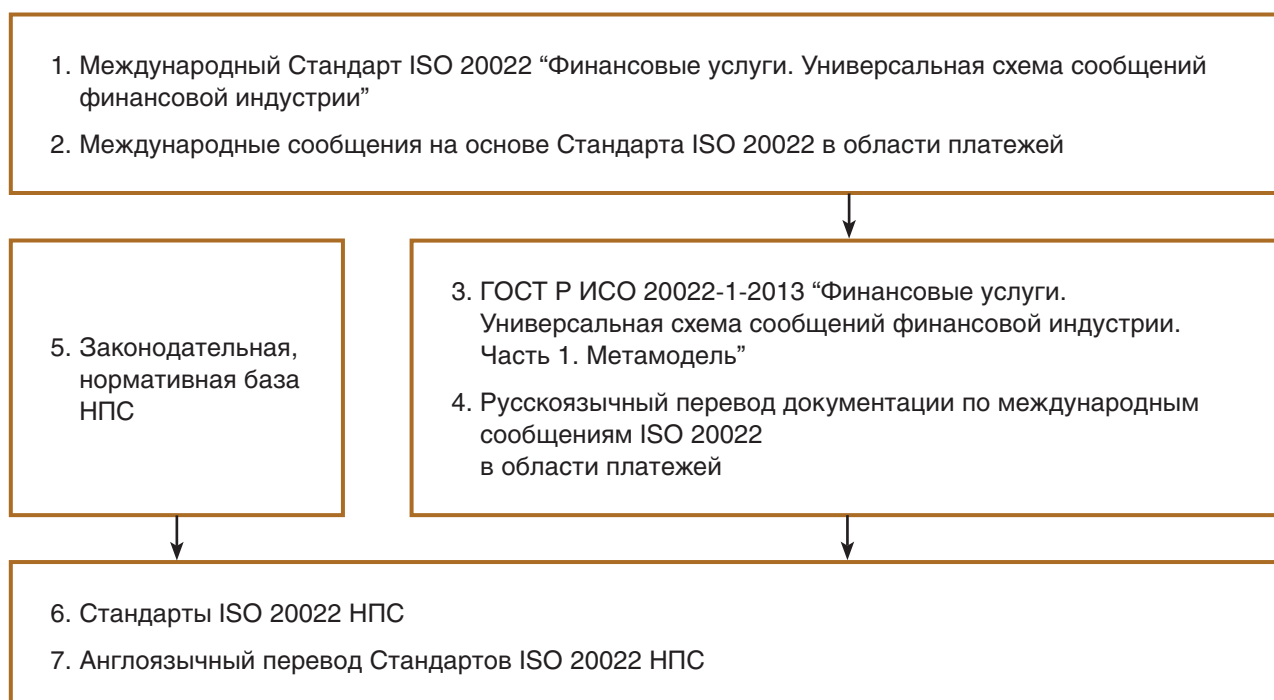 1. Международный Стандарт ISO 20022 “Финансовые услуги. Универсальная схема сообщений
финансовой индустрии”
2. Международные сообщения на основе Стандарта ISO 20022 в области платежей
5. Законодательная,
нормативная база
НПС
3. ГОСТ Р ИСО 20022-1-2013 “Финансовые услуги.
Универсальная схема сообщений финансовой индустрии.
Часть 1. Метамодель”
4. Русскоязычный перевод документации по международным
сообщениям ISO 20022
в области платежей
6. Стандарты ISO 20022 НПС
7. Англоязычный перевод Стандартов ISO 20022 НПС